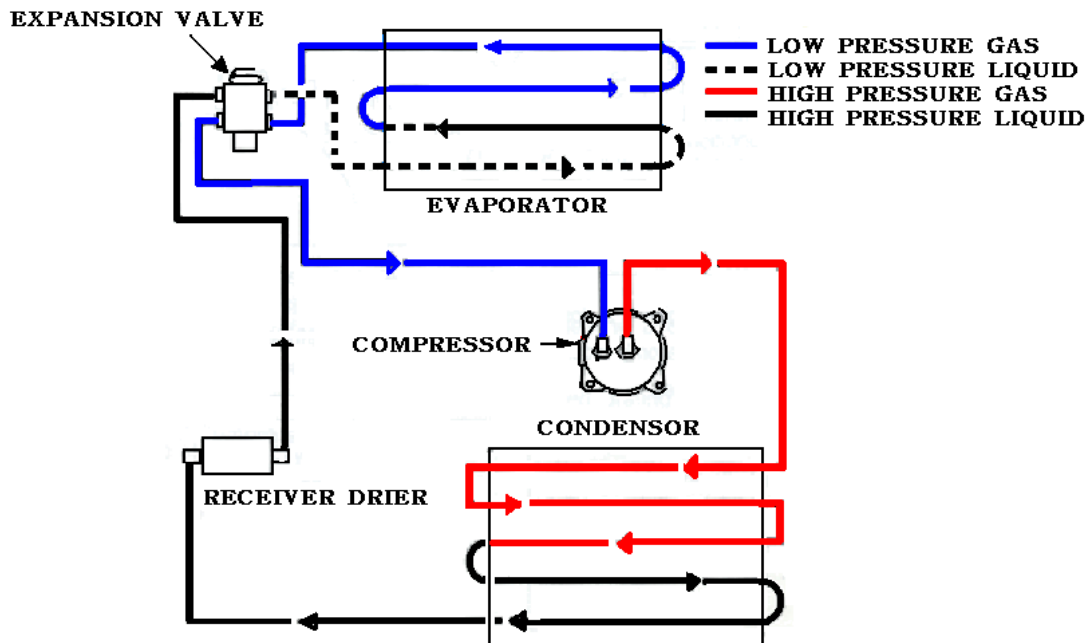 EXPANSION VALVE
LOW PRESSURE GAS
LOW PRESSURE LIQUID
HIGH PRESSURE GAS
HIGH PRESSURE LIQUID
EVAPORATOR
COMPRESSOR
CONDENSOR
RECEIVER DRIER